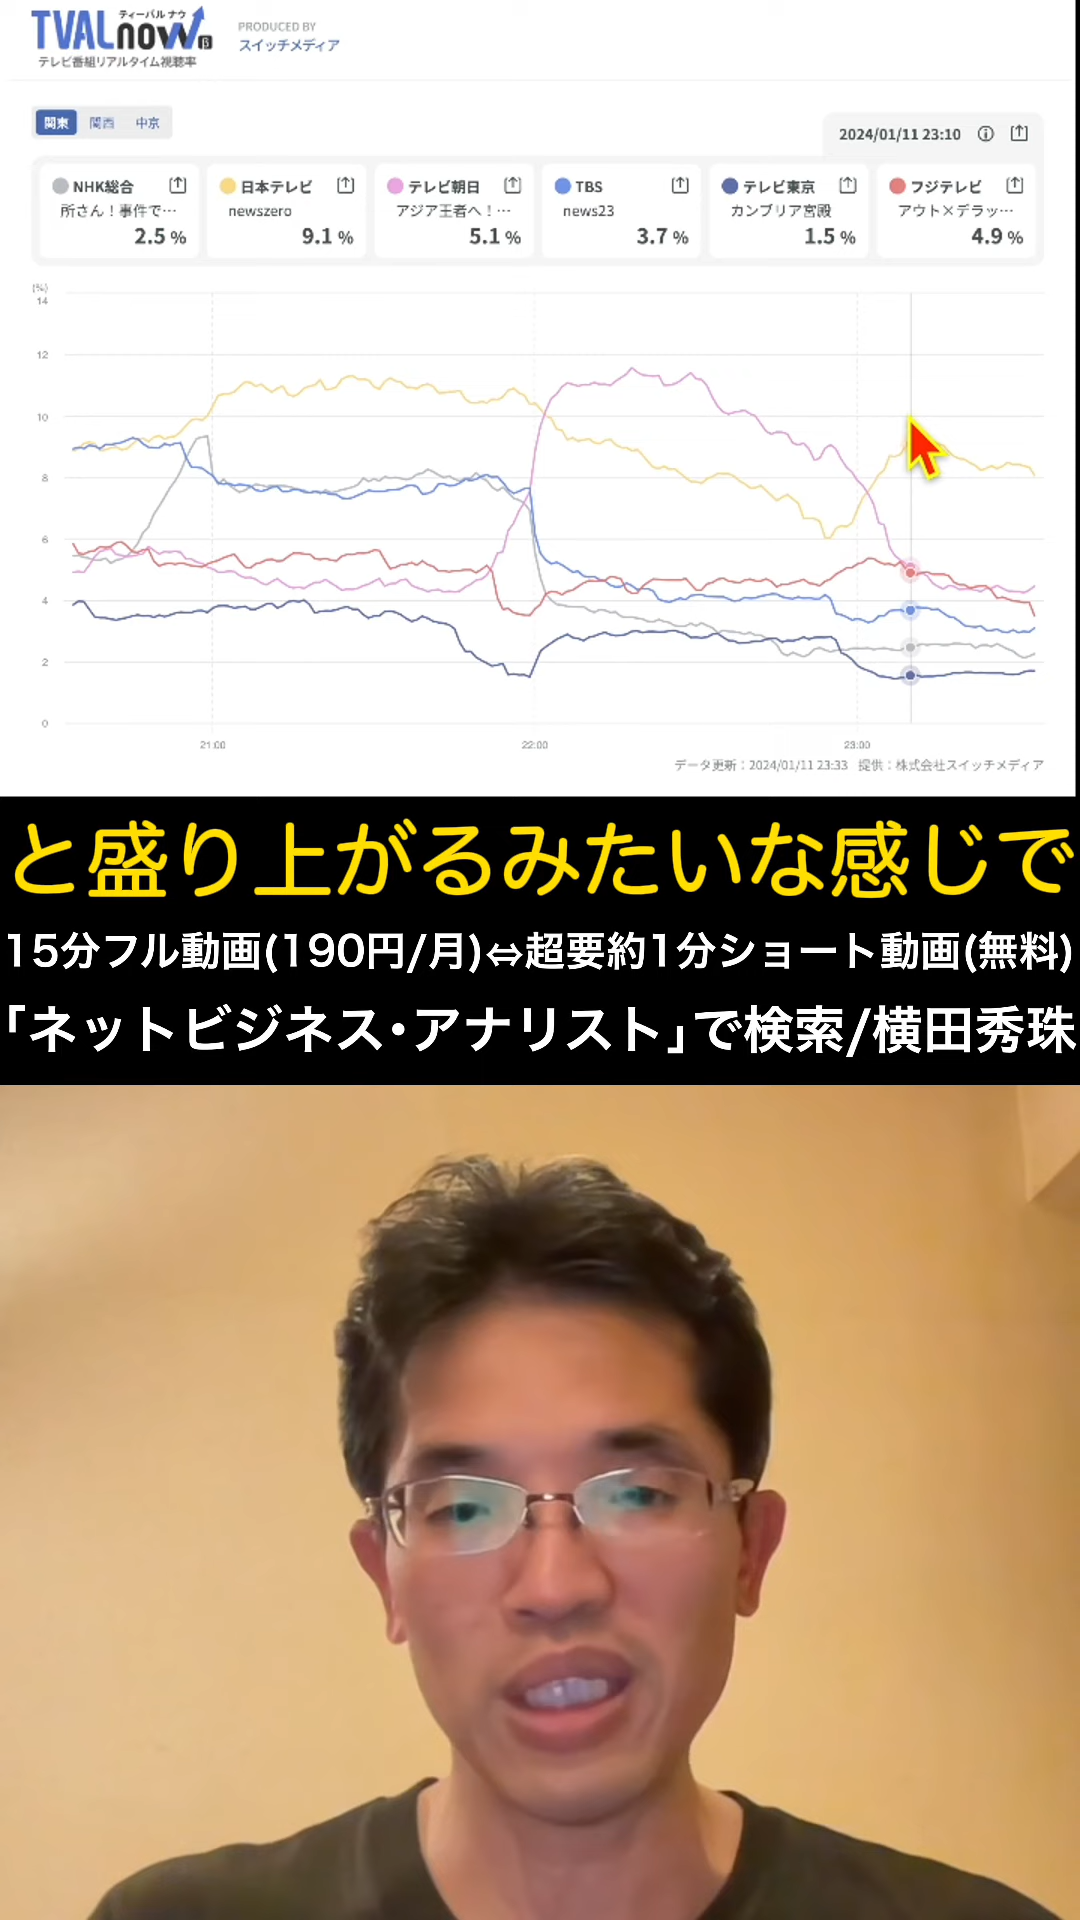 ティーバル ナウ
TVALnow β
テレビ番組リアルタイム視聴率
PRODUCED BY
スイッチメディア
関東 関西 中京
2024/01/11 23:10
NHK総合
所さん！事件で…
2.5 %
日本テレビ
newszero
9.1 %
テレビ朝日
アジア王者へ！…
5.1 %
TBS
news23
3.7 %
テレビ東京
カンブリア宮殿
1.5 %
フジテレビ
アウト×デラッ…
4.9 %
(%)
14
12
10
8
6
4
2
0
21:00 22:00 23:00
データ更新：2024/01/11 23:33 提供：株式会社スイッチメディア
と盛り上がるみたいな感じで
15分フル動画(190円/月)⇔超要約1分ショート動画(無料)
「ネットビジネス・アナリスト」で検索/横田秀珠